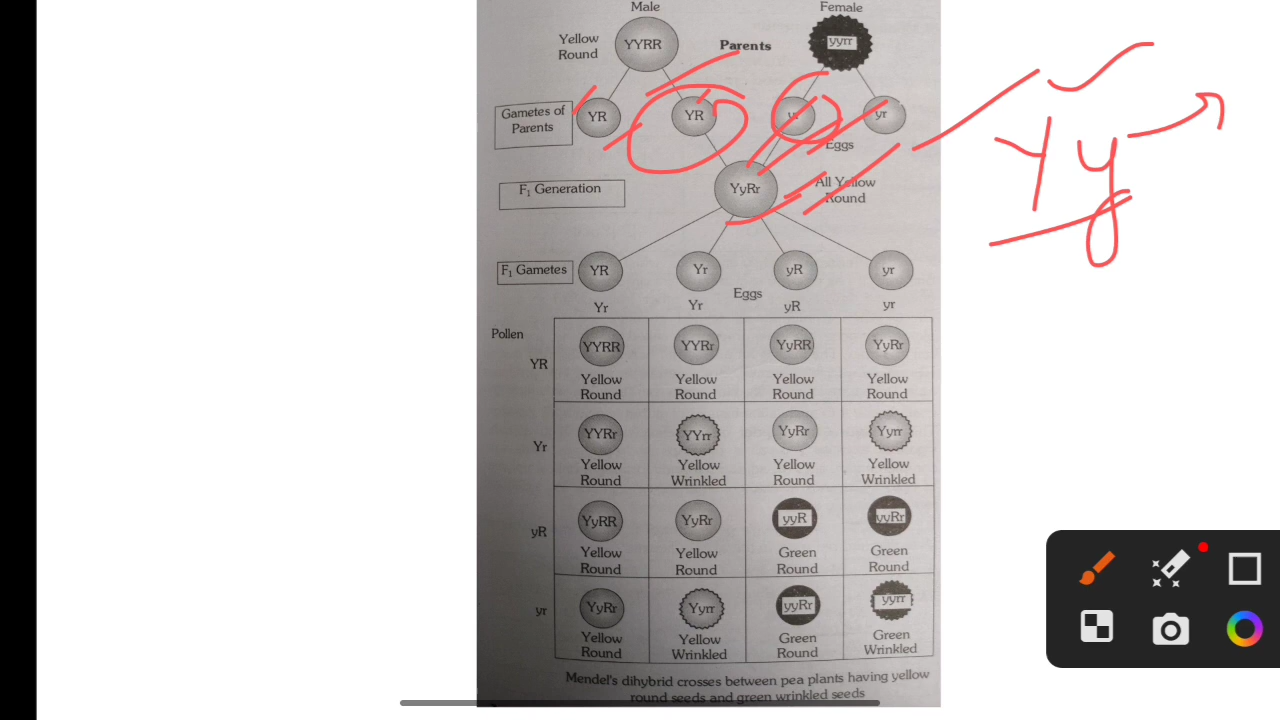 Male Female
Yellow
Round
YYRR
Parents
yyrr
Gametes of
Parents
YR YR yr yr
Eggs
F1 Generation
YyRr
All Yellow
Round
F1 Gametes
YR Yr yR yr
Eggs
Yr Yr yR yr
Pollen
YR
YYRR YYRr YyRR YyRr
Yellow Yellow Yellow Yellow
Round Round Round Round
Yr
YYRr YYrr YyRr Yyrr
Yellow Yellow Yellow Yellow
Round Wrinkled Round Wrinkled
yR
YyRR YyRr yyR yyRr
Yellow Yellow Green Green
Round Round Round Round
yr
YyRr Yyrr yyRr yyrr
Yellow Yellow Green Green
Round Wrinkled Round Wrinkled
Mendel's dihybrid crosses between pea plants having yellow
round seeds and green wrinkled seeds
Yy